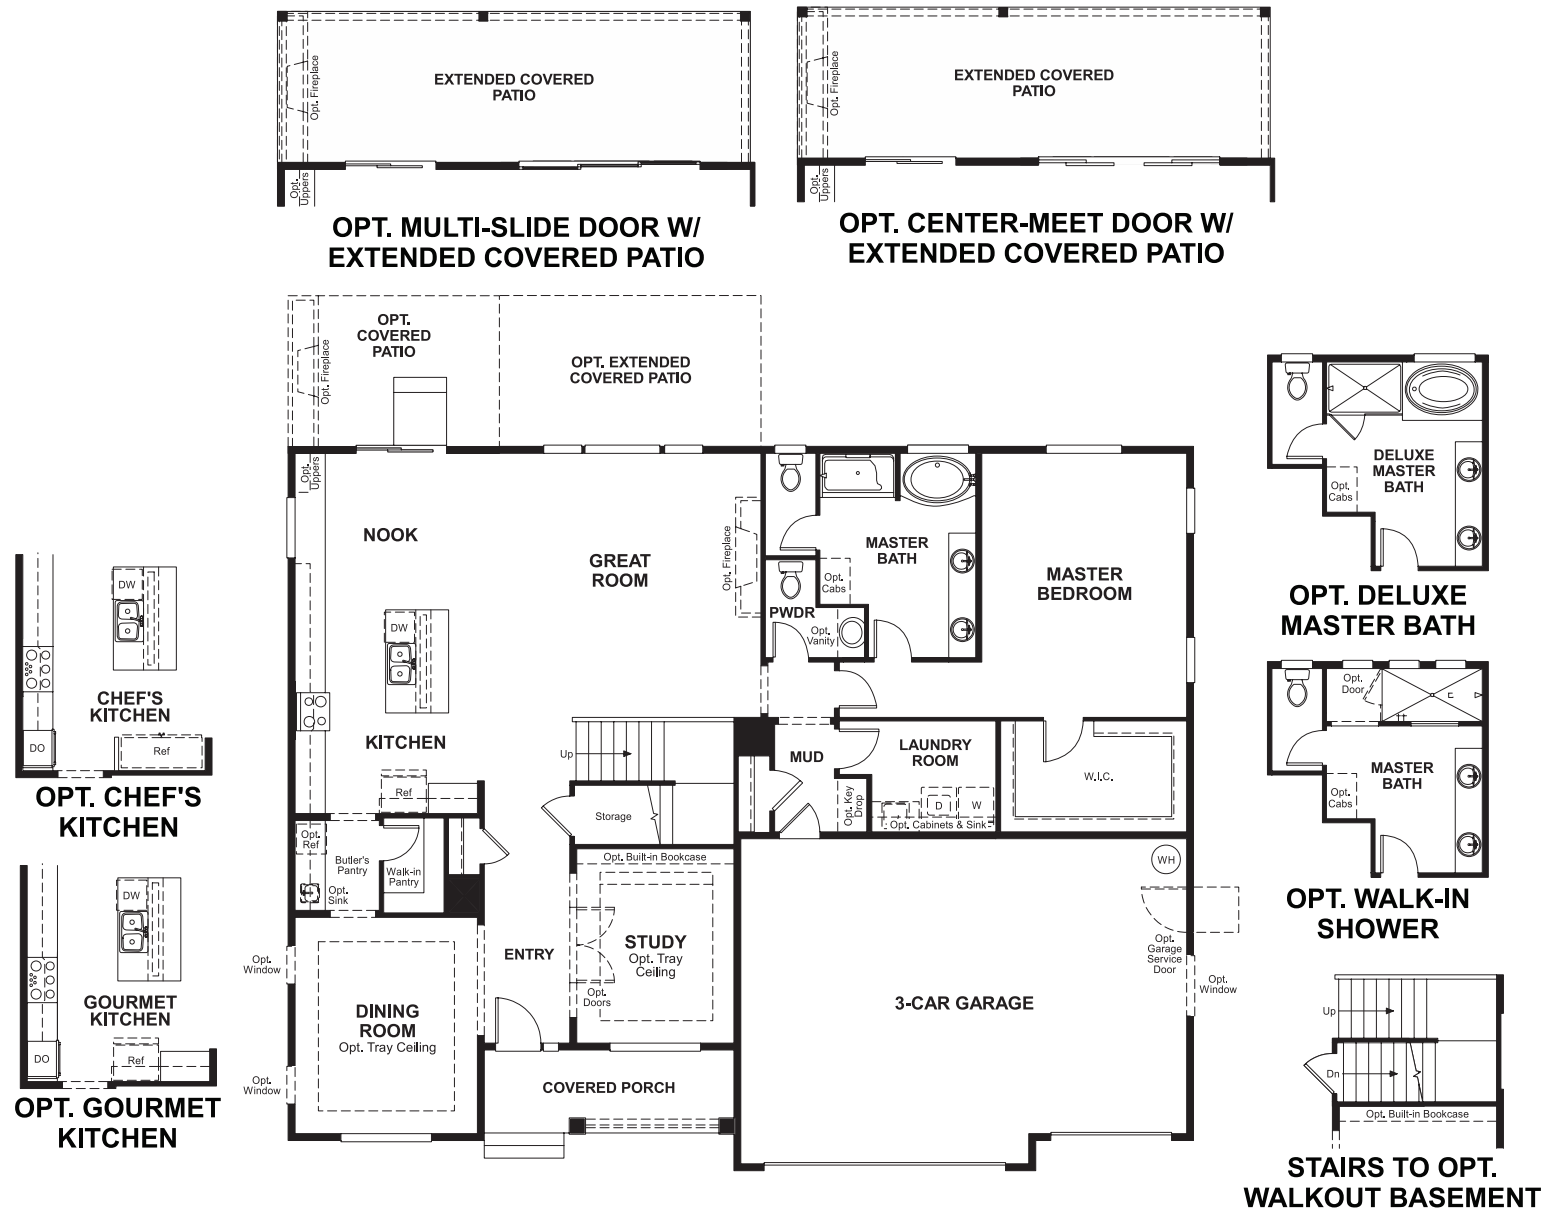 EXTENDED COVERED
PATIO
Opt. Fireplace
Opt.
Uppers
OPT. MULTI-SLIDE DOOR W/
EXTENDED COVERED PATIO
EXTENDED COVERED
PATIO
Opt. Fireplace
Opt.
Uppers
OPT. CENTER-MEET DOOR W/
EXTENDED COVERED PATIO
OPT.
COVERED
PATIO
Opt. Fireplace
OPT. EXTENDED
COVERED PATIO
Opt.
Uppers
NOOK
GREAT
ROOM
Opt. Fireplace
MASTER
BATH
Opt.
Cabs
PWDR
Opt.
Vanity
MASTER
BEDROOM
DW
KITCHEN
Ref
Up
Storage
MUD
LAUNDRY
ROOM
W.I.C.
Opt. Key
Drop
D
W
Opt. Cabinets & Sink
Opt.
Ref
Butler's
Pantry
Opt.
Sink
Walk-in
Pantry
Opt. Built-in Bookcase
WH
STUDY
Opt. Tray
Ceiling
ENTRY
Opt.
Doors
Opt.
Window
DINING
ROOM
Opt. Tray Ceiling
Opt.
Window
COVERED PORCH
3-CAR GARAGE
Opt.
Garage
Service
Door
Opt.
Window
DW
CHEF'S
KITCHEN
DO
Ref
OPT. CHEF'S
KITCHEN
DW
GOURMET
KITCHEN
DO
Ref
OPT. GOURMET
KITCHEN
DELUXE
MASTER
BATH
Opt.
Cabs
OPT. DELUXE
MASTER BATH
Opt.
Door
MASTER
BATH
Opt.
Cabs
OPT. WALK-IN
SHOWER
Up
Dn
Opt. Built-in Bookcase
STAIRS TO OPT.
WALKOUT BASEMENT